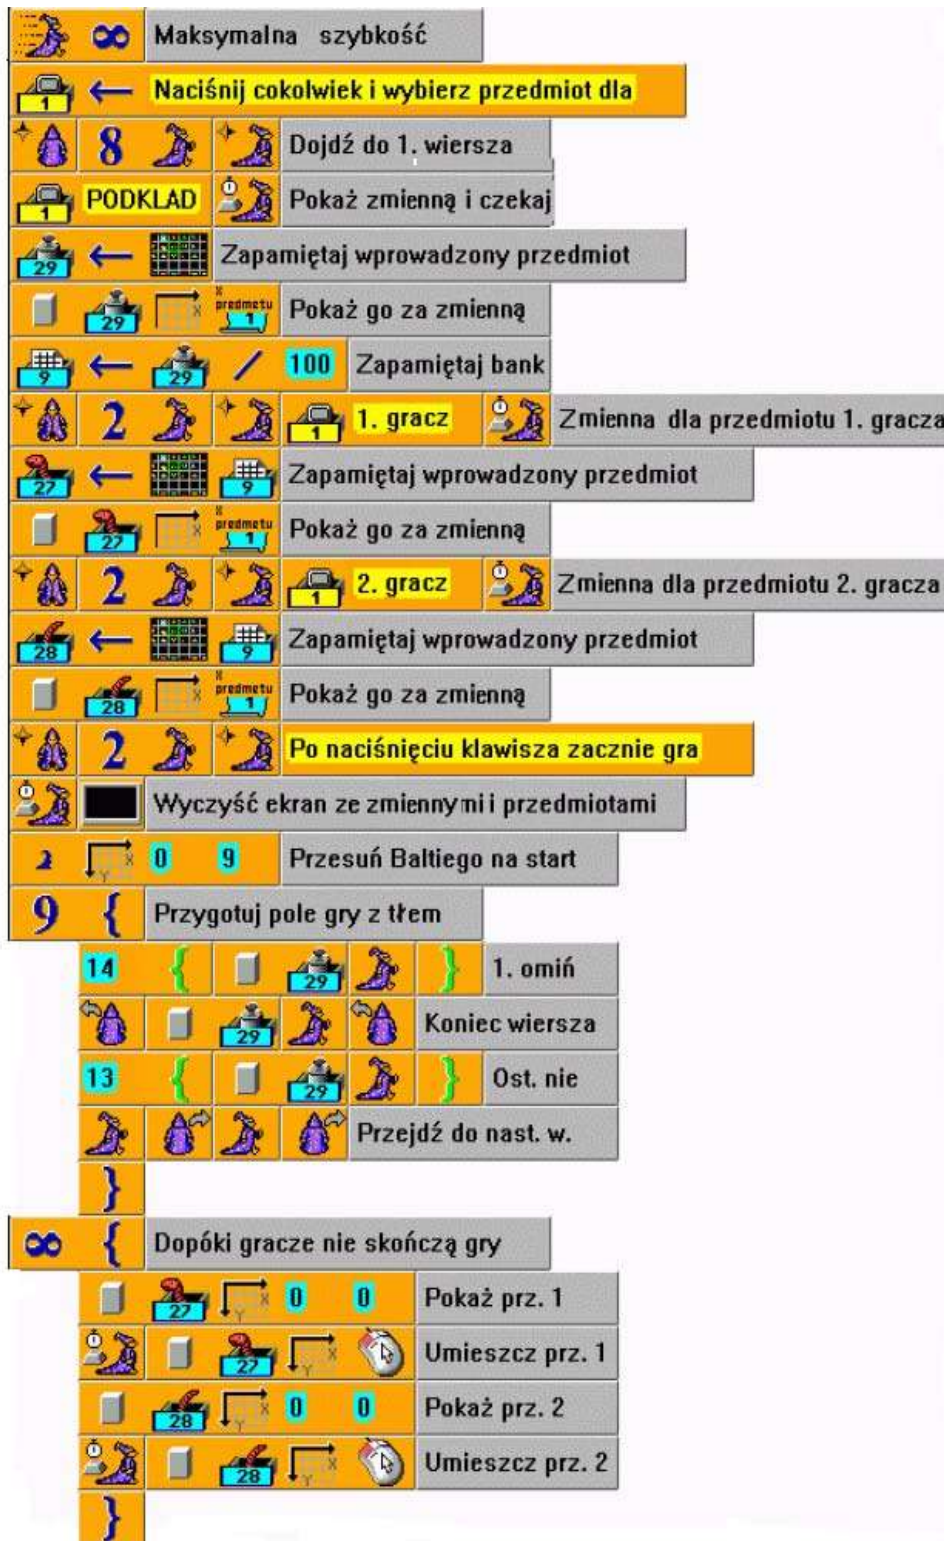 ∞ Maksymalna szybkość
1 ← Naciśnij cokolwiek i wybierz przedmiot dla
8 Dojdź do 1. wiersza
1 PODKLAD Pokaż zmienną i czekaj
29 ← Zapamiętaj wprowadzony przedmiot
29 X X predmetu 1 Pokaż go za zmienną
9 ← 29 / 100 Zapamiętaj bank
2 1 1. gracz Zmienna dla przedmiotu 1. gracza
27 ← 9 Zapamiętaj wprowadzony przedmiot
27 X X predmetu 1 Pokaż go za zmienną
2 1 2. gracz Zmienna dla przedmiotu 2. gracza
28 ← 9 Zapamiętaj wprowadzony przedmiot
28 X X predmetu 1 Pokaż go za zmienną
2 Po naciśnięciu klawisza zacznie gra
Wyczyść ekran ze zmiennymi i przedmiotami
2 X Y 0 9 Przesuń Baltiego na start
9 { Przygotuj pole gry z tłem
14 { 29 } 1. omiń
29 Koniec wiersza
13 { 29 } Ost. nie
Przejdź do nast. w.
}
∞ { Dopóki gracze nie skończą gry
27 X Y 0 0 Pokaż prz. 1
27 X Y Umieszcz prz. 1
28 X Y 0 0 Pokaż prz. 2
28 X Y Umieszcz prz. 2
}